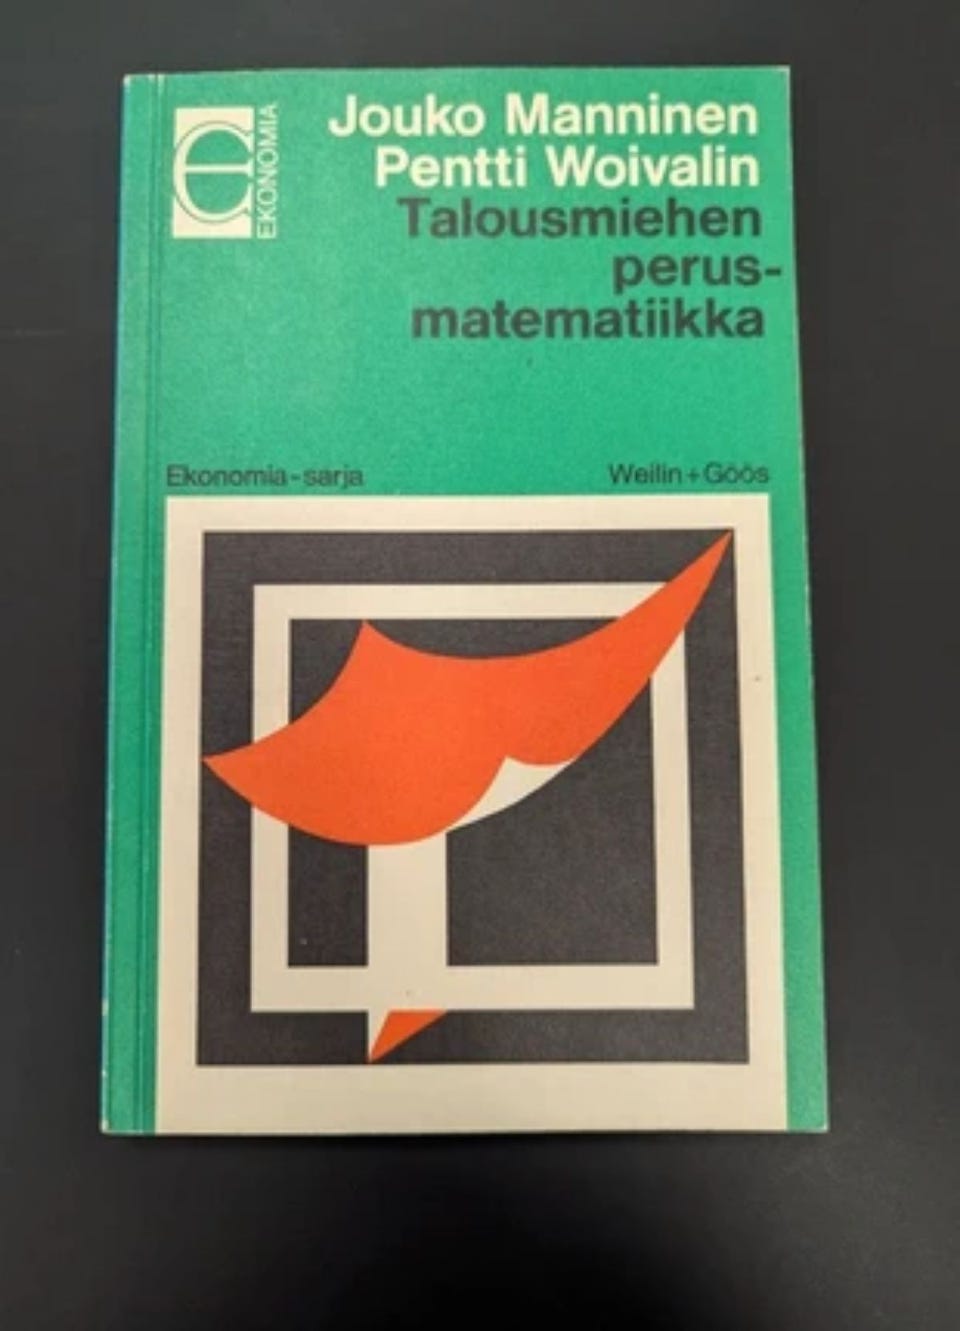 EKONOMIA
Jouko Manninen
Pentti Woivalin
Talousmiehen
perus-
matematiikka
Ekonomia-sarja
Weilin+Göös